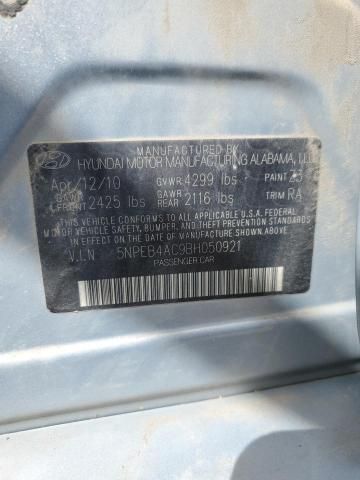 MANUFACTURED BY
HYUNDAI MOTOR MANUFACTURING ALABAMA, LLC
Apr/12/10 GVWR 4299 lbs PAINT
GAWR FRONT 2425 lbs GAWR REAR 2116 lbs TRIM RA
THIS VEHICLE CONFORMS TO ALL APPLICABLE U.S.A. FEDERAL
MOTOR VEHICLE SAFETY, BUMPER, AND THEFT PREVENTION
STANDARDS IN EFFECT ON THE DATE OF MANUFACTURE SHOWN ABOVE.
V.I.N 5NPEB4AC9BH050921
PASSENGER CAR